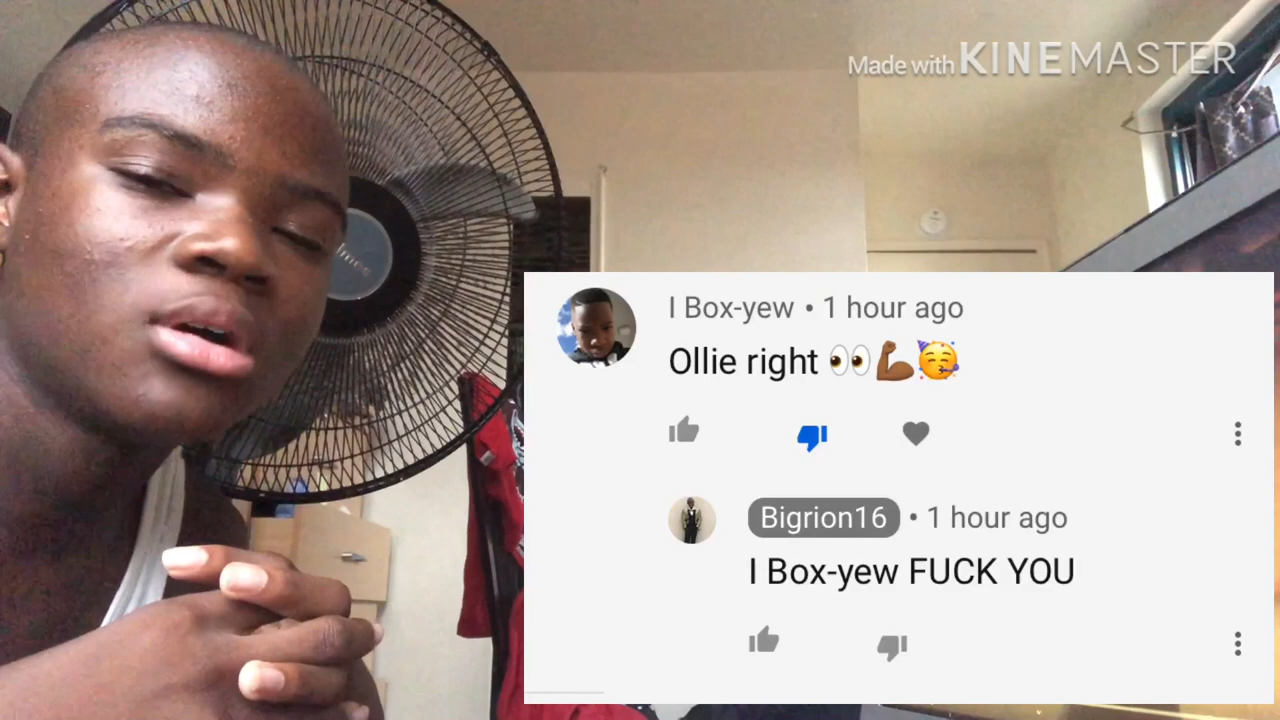 Made with KINEMASTER
I Box-yew • 1 hour ago
Ollie right 👀💪🏾🥳
Bigrion16 • 1 hour ago
I Box-yew FUCK YOU